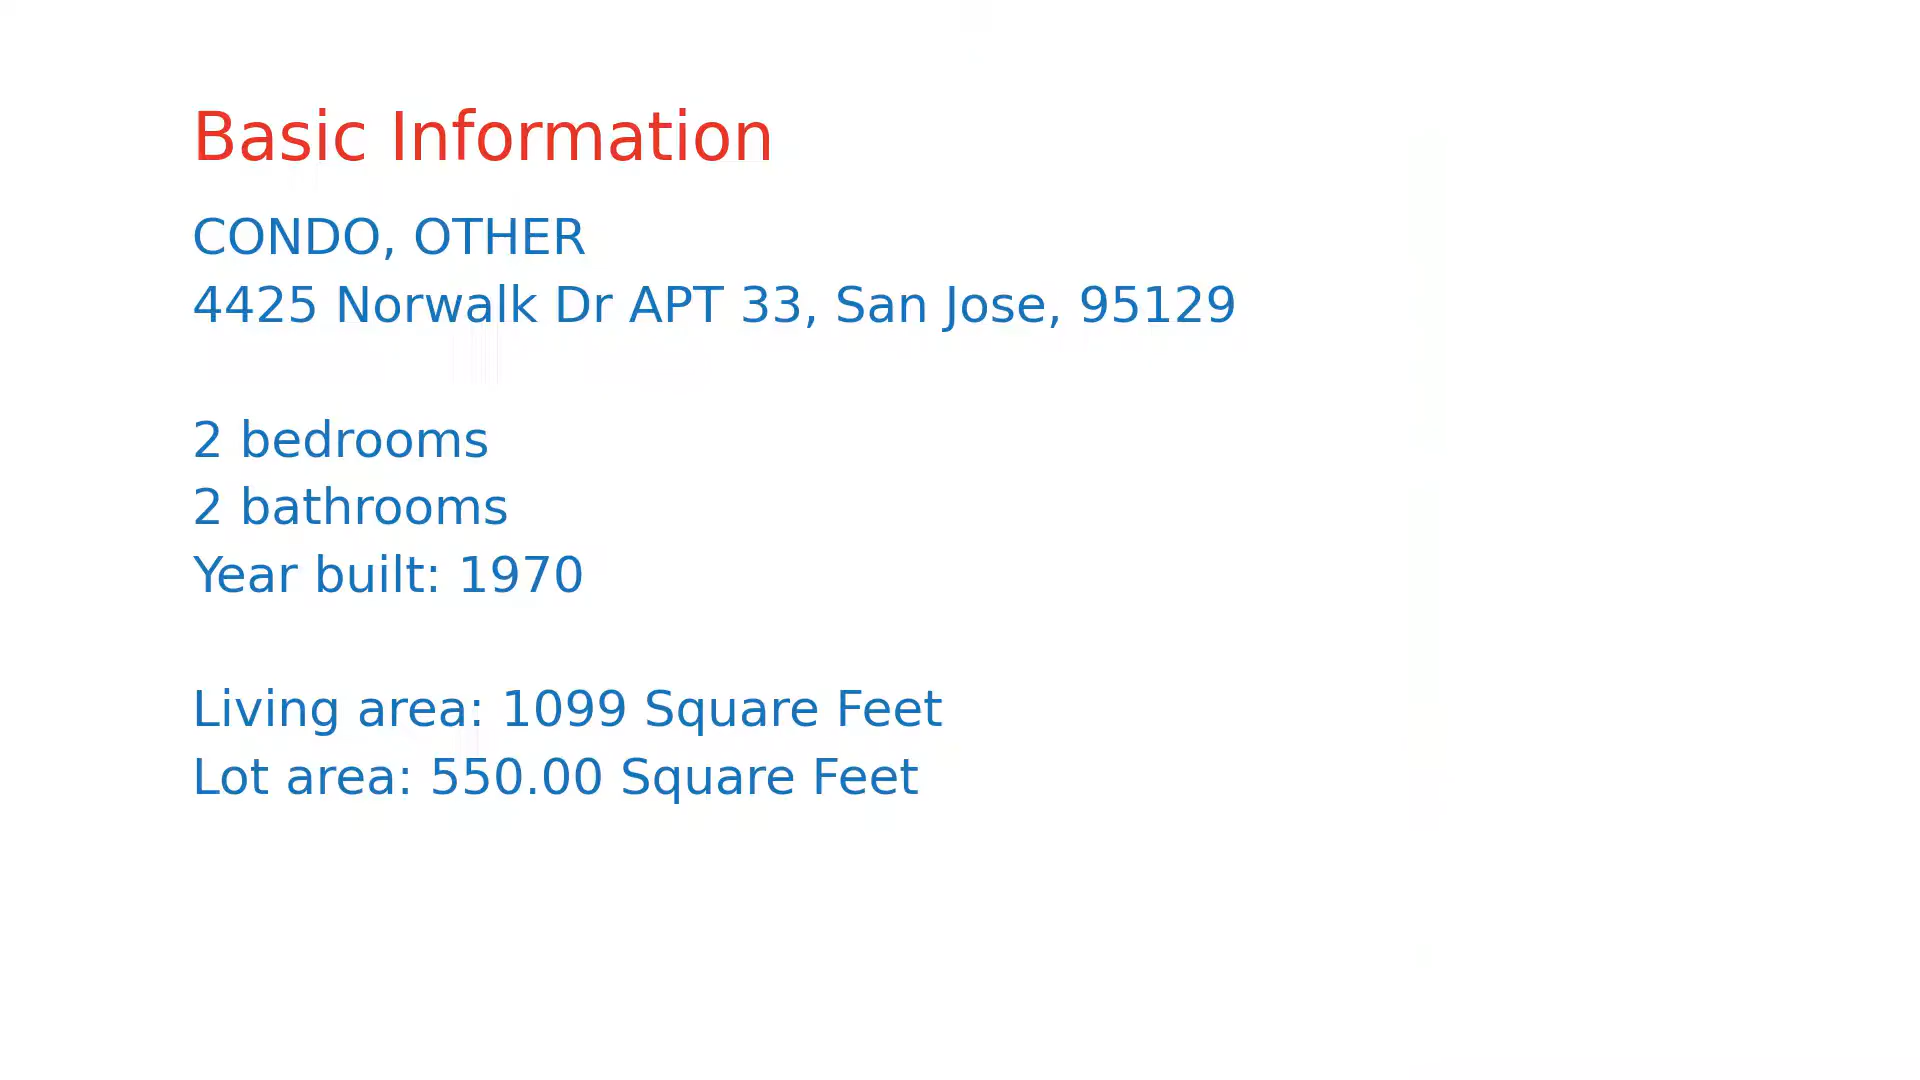 Basic Information
CONDO, OTHER
4425 Norwalk Dr APT 33, San Jose, 95129
2 bedrooms
2 bathrooms
Year built: 1970
Living area: 1099 Square Feet
Lot area: 550.00 Square Feet